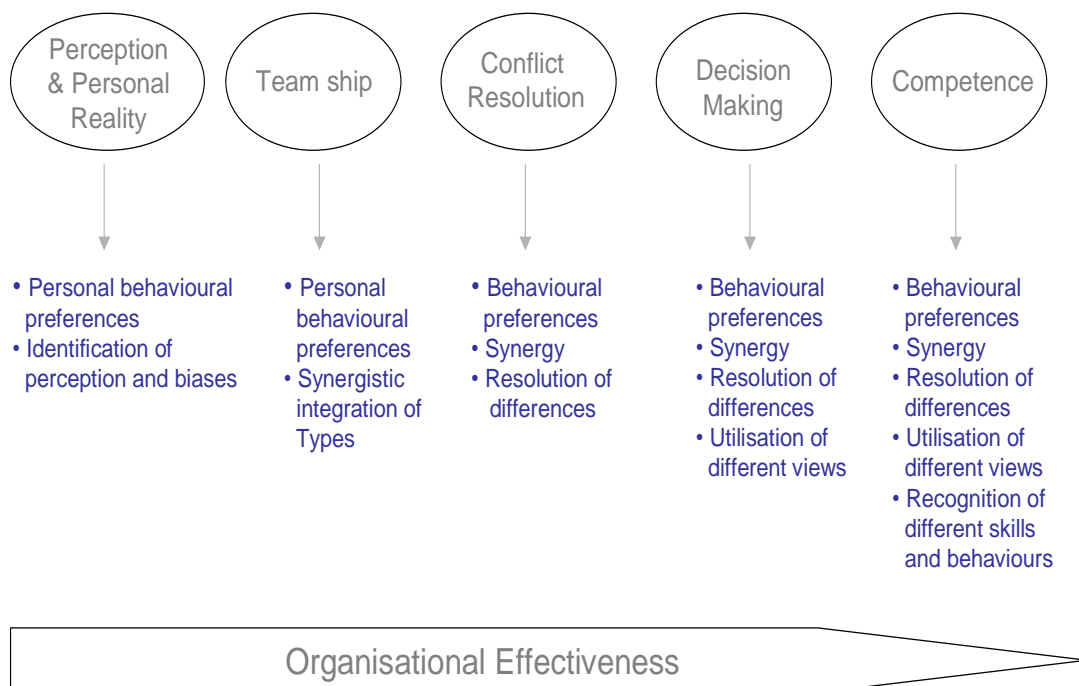 Perception
& Personal
Reality
Team ship
Conflict
Resolution
Decision
Making
Competence
• Personal behavioural
preferences
• Identification of
perception and biases
• Personal
behavioural
preferences
• Synergistic
integration of
Types
• Behavioural
preferences
• Synergy
• Resolution of
differences
• Behavioural
preferences
• Synergy
• Resolution of
differences
• Utilisation of
different views
• Behavioural
preferences
• Synergy
• Resolution of
differences
• Utilisation of
different views
• Recognition of
different skills
and behaviours
Organisational Effectiveness